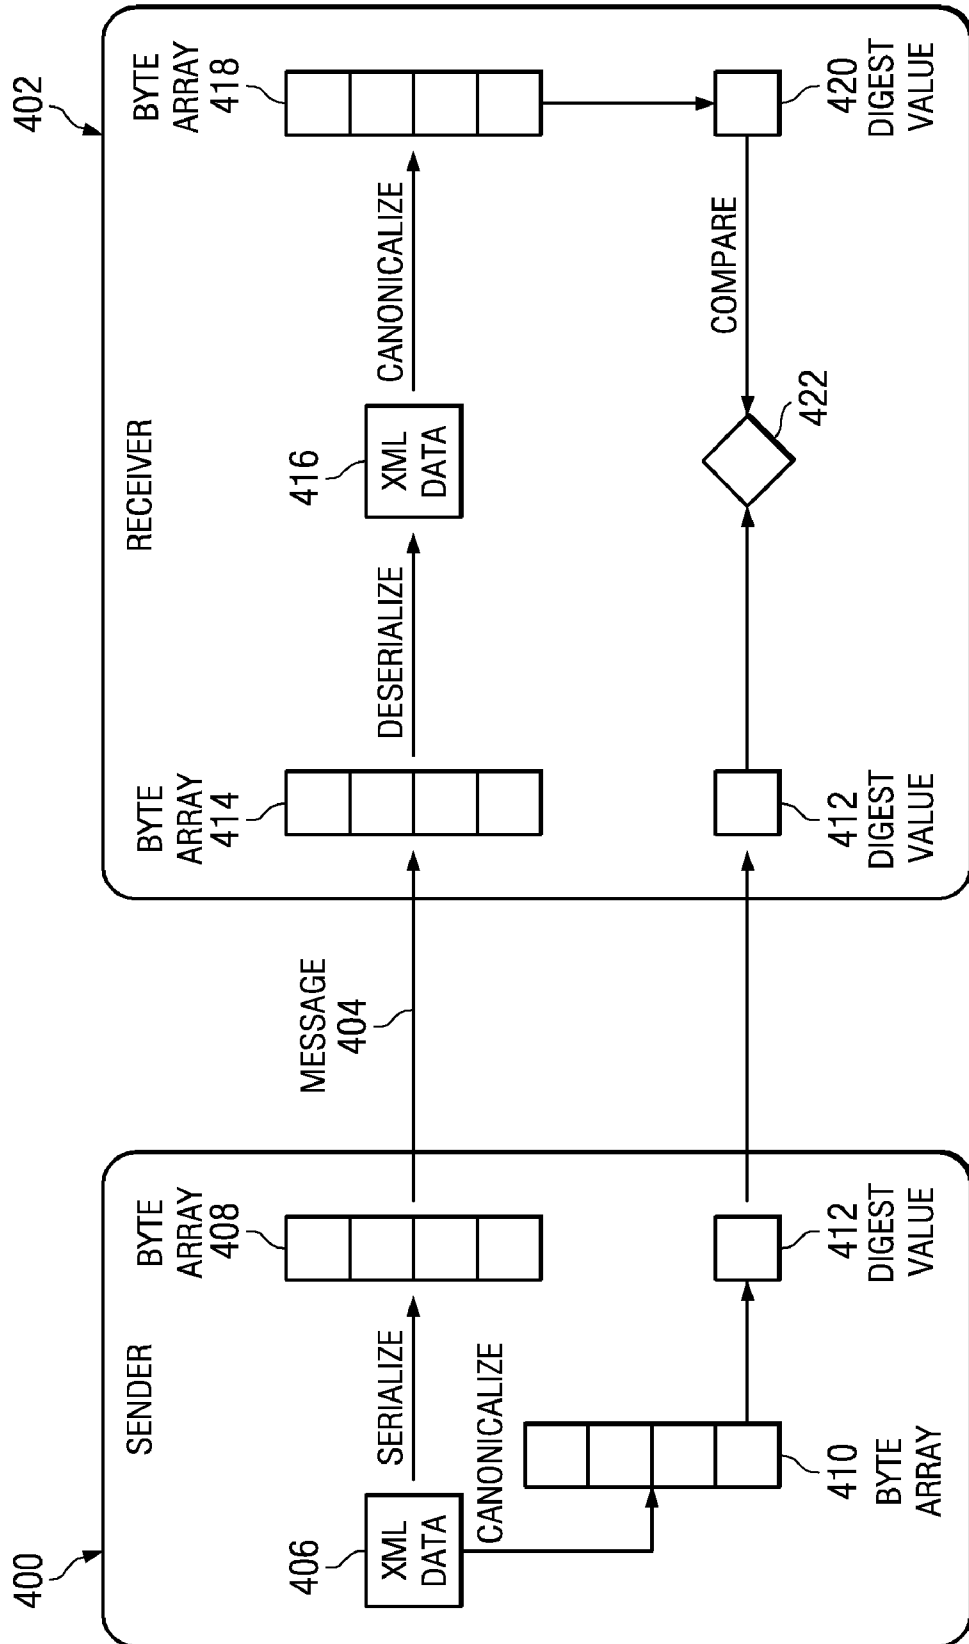 400
SENDER
406
XML
DATA
SERIALIZE
CANONICALIZE
BYTE
ARRAY
408
410
BYTE
ARRAY
412
DIGEST
VALUE
MESSAGE
404
402
RECEIVER
BYTE
ARRAY
414
DESERIALIZE
416
XML
DATA
CANONICALIZE
BYTE
ARRAY
418
412
DIGEST
VALUE
422
COMPARE
420
DIGEST
VALUE